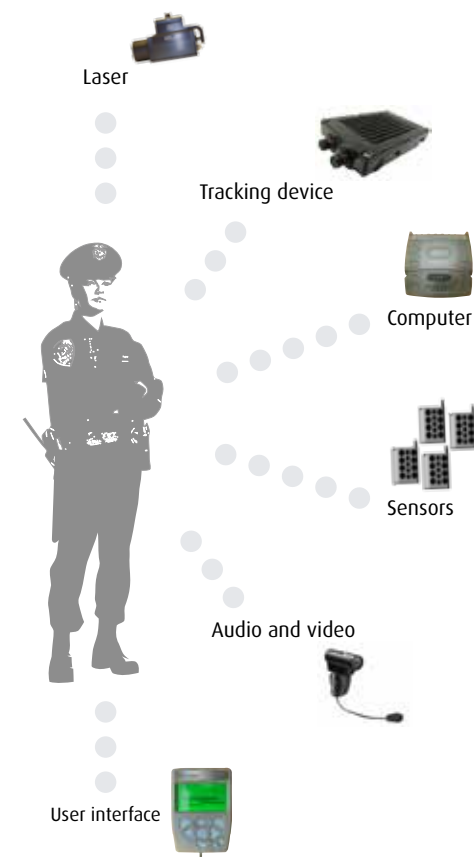 Laser
Tracking device
Computer
Sensors
Audio and video
User interface